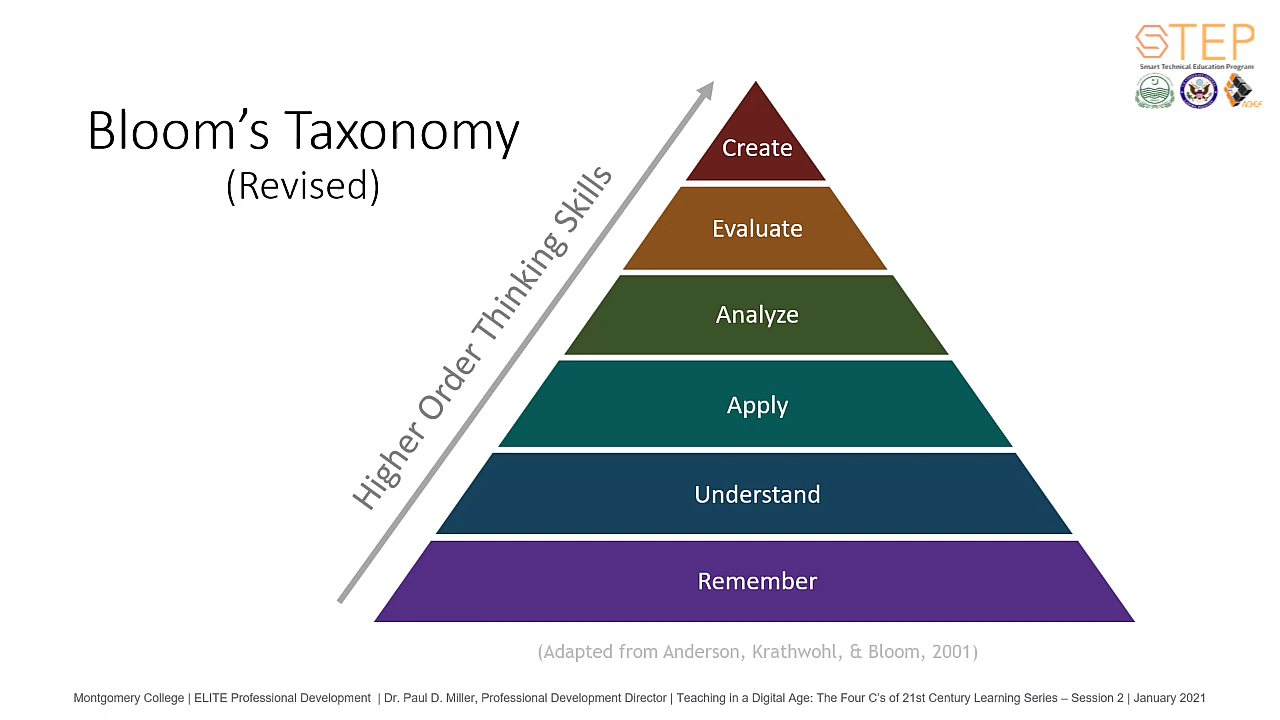 STEP
Smart Technical Education Program
Bloom’s Taxonomy
(Revised)
Higher Order Thinking Skills
Create
Evaluate
Analyze
Apply
Understand
Remember
(Adapted from Anderson, Krathwohl, & Bloom, 2001)
Montgomery College | ELITE Professional Development | Dr. Paul D. Miller, Professional Development Director | Teaching in a Digital Age: The Four C’s of 21st Century Learning Series – Session 2 | January 2021